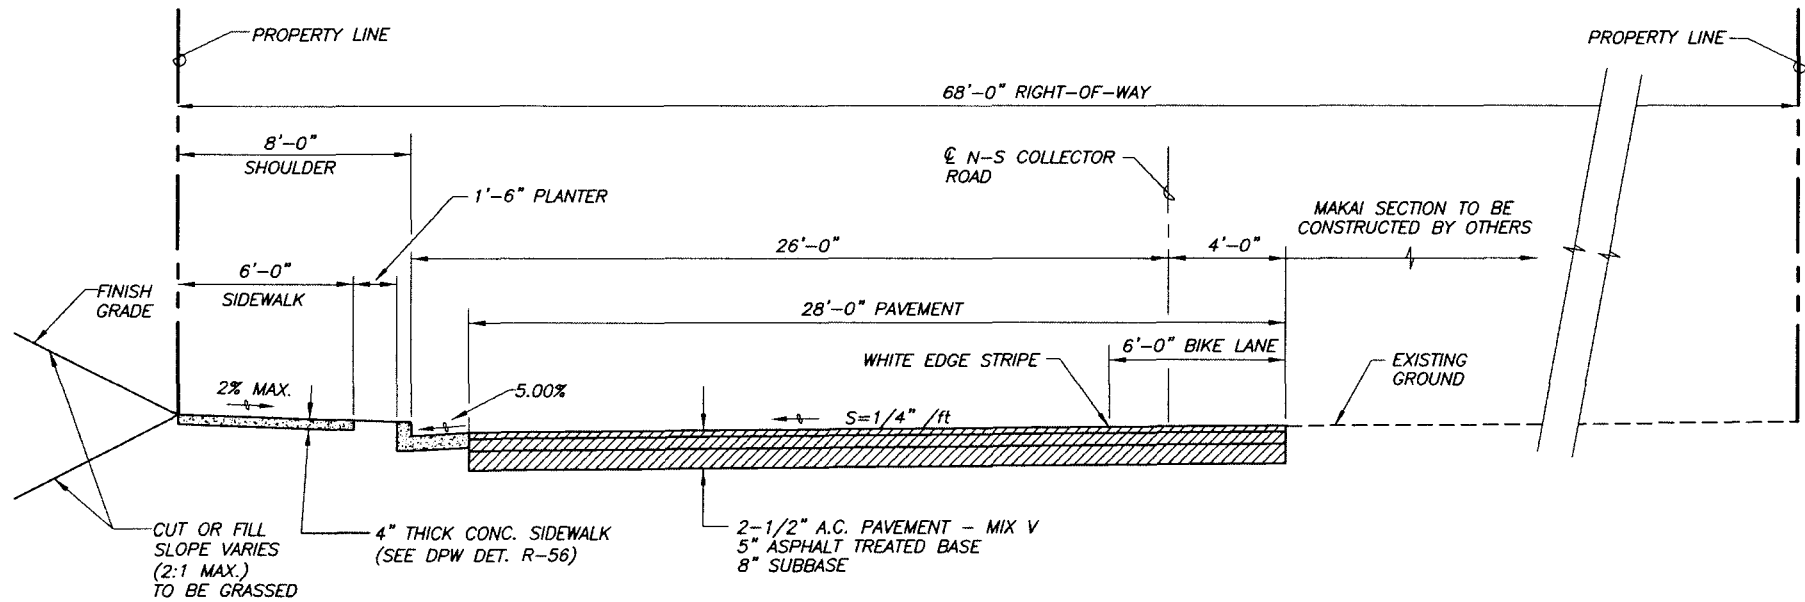 PROPERTY LINE
PROPERTY LINE
68'-0" RIGHT-OF-WAY
8'-0"
SHOULDER
℄ N-S COLLECTOR
ROAD
1'-6" PLANTER
MAKAI SECTION TO BE
CONSTRUCTED BY OTHERS
26'-0"
4'-0"
6'-0"
SIDEWALK
FINISH
GRADE
28'-0" PAVEMENT
6'-0" BIKE LANE
WHITE EDGE STRIPE
EXISTING
GROUND
2% MAX.
5.00%
S=1/4" /ft
CUT OR FILL
SLOPE VARIES
(2:1 MAX.)
TO BE GRASSED
4" THICK CONC. SIDEWALK
(SEE DPW DET. R-56)
2-1/2" A.C. PAVEMENT - MIX V
5" ASPHALT TREATED BASE
8" SUBBASE